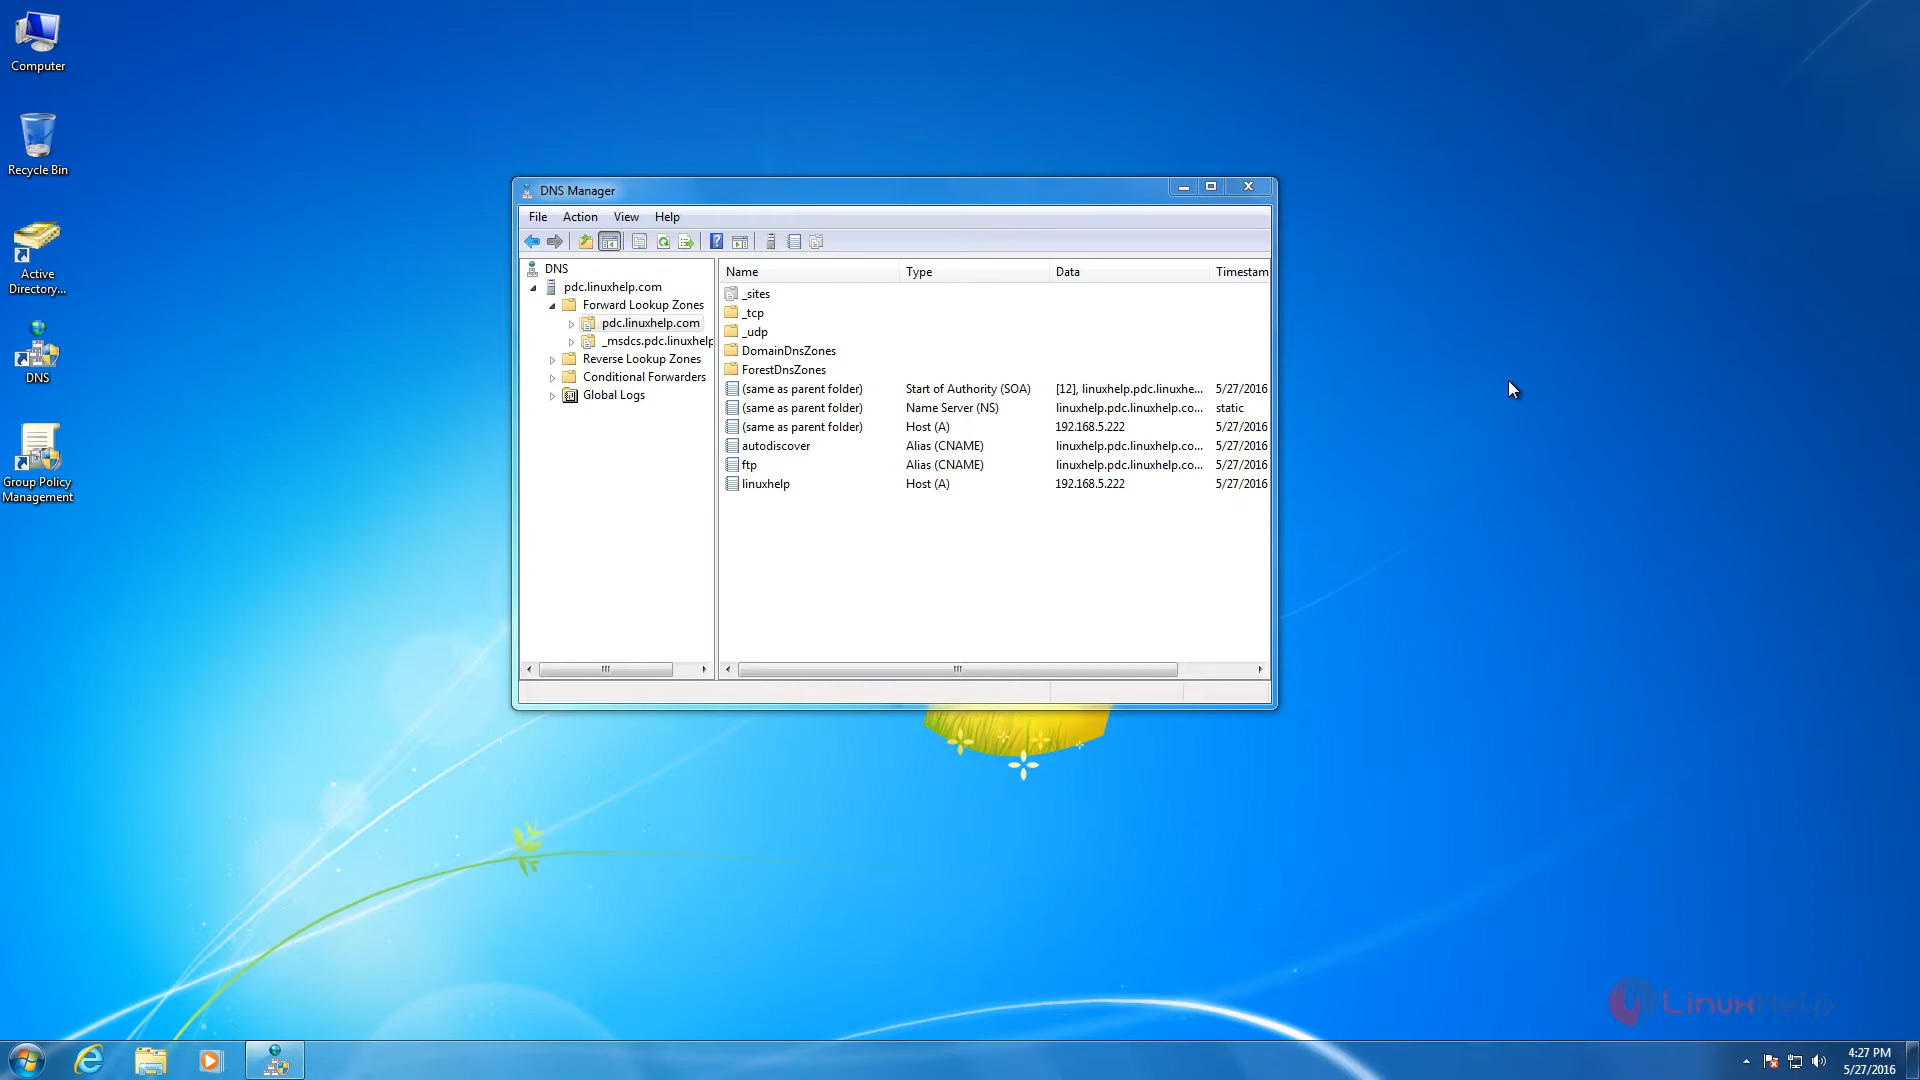 Computer
Recycle Bin
Active
Directory...
DNS
Group Policy
Management
DNS Manager
File Action View Help
DNS
pdc.linuxhelp.com
Forward Lookup Zones
pdc.linuxhelp.com
_msdcs.pdc.linuxhelp
Reverse Lookup Zones
Conditional Forwarders
Global Logs
Name Type Data Timestam
_sites
_tcp
_udp
DomainDnsZones
ForestDnsZones
(same as parent folder) Start of Authority (SOA) [12], linuxhelp.pdc.linuxhe... 5/27/2016
(same as parent folder) Name Server (NS) linuxhelp.pdc.linuxhelp.co... static
(same as parent folder) Host (A) 192.168.5.222 5/27/2016
autodiscover Alias (CNAME) linuxhelp.pdc.linuxhelp.co... 5/27/2016
ftp Alias (CNAME) linuxhelp.pdc.linuxhelp.co... 5/27/2016
linuxhelp Host (A) 192.168.5.222 5/27/2016
LinuxHelp
4:27 PM
5/27/2016